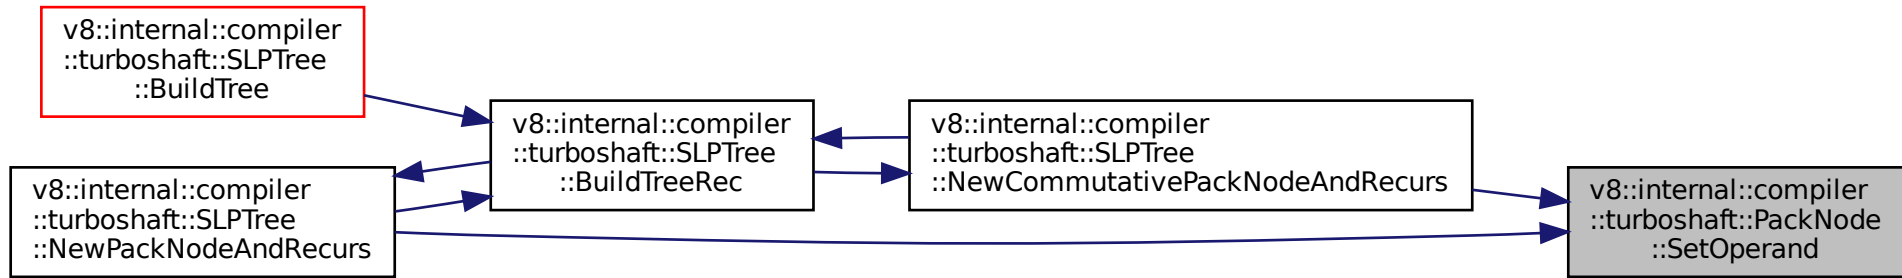 v8::internal::compiler
::turboshaft::SLPTree
::BuildTree
v8::internal::compiler
::turboshaft::SLPTree
::NewPackNodeAndRecurs
v8::internal::compiler
::turboshaft::SLPTree
::BuildTreeRec
v8::internal::compiler
::turboshaft::SLPTree
::NewCommutativePackNodeAndRecurs
v8::internal::compiler
::turboshaft::PackNode
::SetOperand